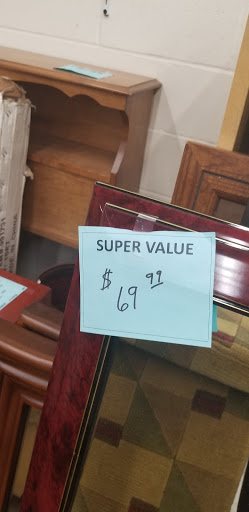 SUPER VALUE
$ 69 99